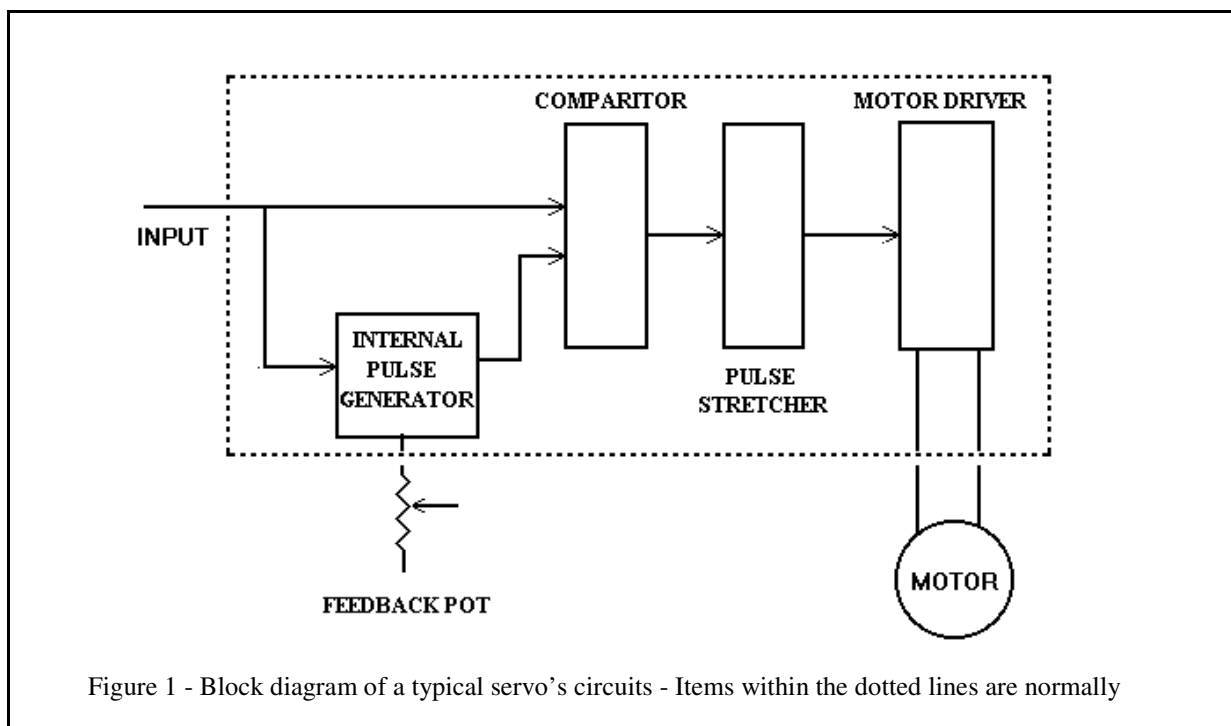 COMPARITOR
MOTOR DRIVER
INPUT
INTERNAL
PULSE
GENERATOR
PULSE
STRETCHER
FEEDBACK POT
MOTOR
Figure 1 - Block diagram of a typical servo's circuits - Items within the dotted lines are normally